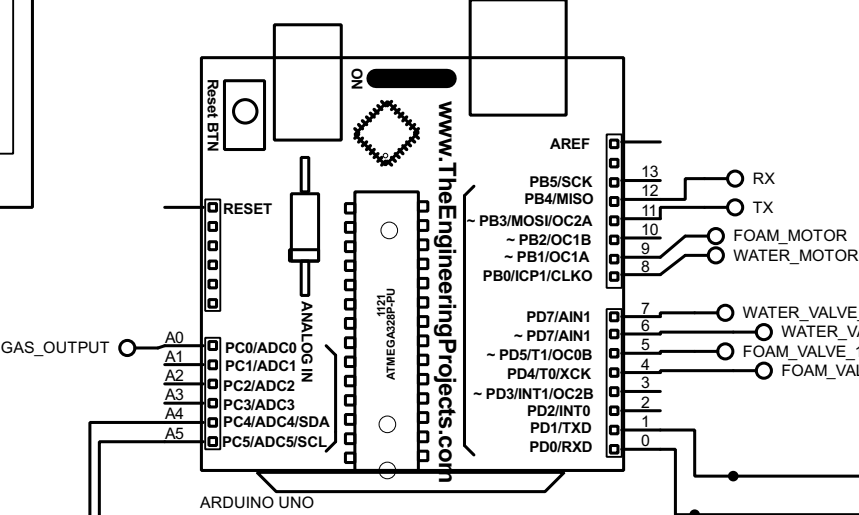 ON
Reset BTN
www.TheEngineeringProjects.com
AREF
PB5/SCK 13
PB4/MISO 12 RX
~ PB3/MOSI/OC2A 11 TX
~ PB2/OC1B 10
~ PB1/OC1A 9 FOAM_MOTOR
PB0/ICP1/CLKO 8 WATER_MOTOR
RESET
1121
ATMEGA328P-PU
ANALOG IN
PD7/AIN1 7 WATER_VALVE_
~ PD7/AIN1 6 WATER_VA
~ PD5/T1/OC0B 5 FOAM_VALVE_1
PD4/T0/XCK 4 FOAM_VAL
~ PD3/INT1/OC2B 3
PD2/INT0 2
PD1/TXD 1
PD0/RXD 0
GAS_OUTPUT A0 PC0/ADC0
A1 PC1/ADC1
A2 PC2/ADC2
A3 PC3/ADC3
A4 PC4/ADC4/SDA
A5 PC5/ADC5/SCL
ARDUINO UNO